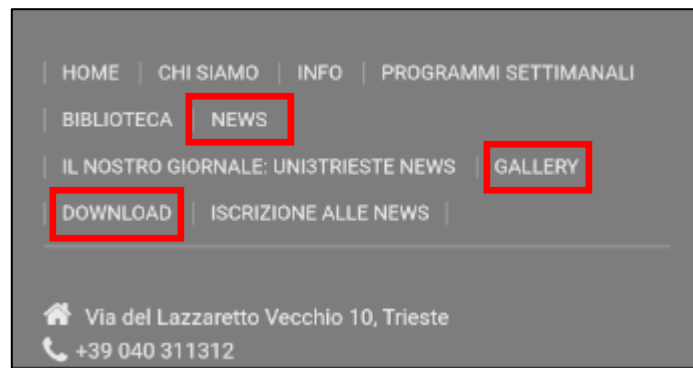 | HOME | CHI SIAMO | INFO | PROGRAMMI SETTIMANALI
| BIBLIOTECA | NEWS
| IL NOSTRO GIORNALE: UNI3TRIESTE NEWS | GALLERY
| DOWNLOAD | ISCRIZIONE ALLE NEWS |
Via del Lazzaretto Vecchio 10, Trieste
+39 040 311312